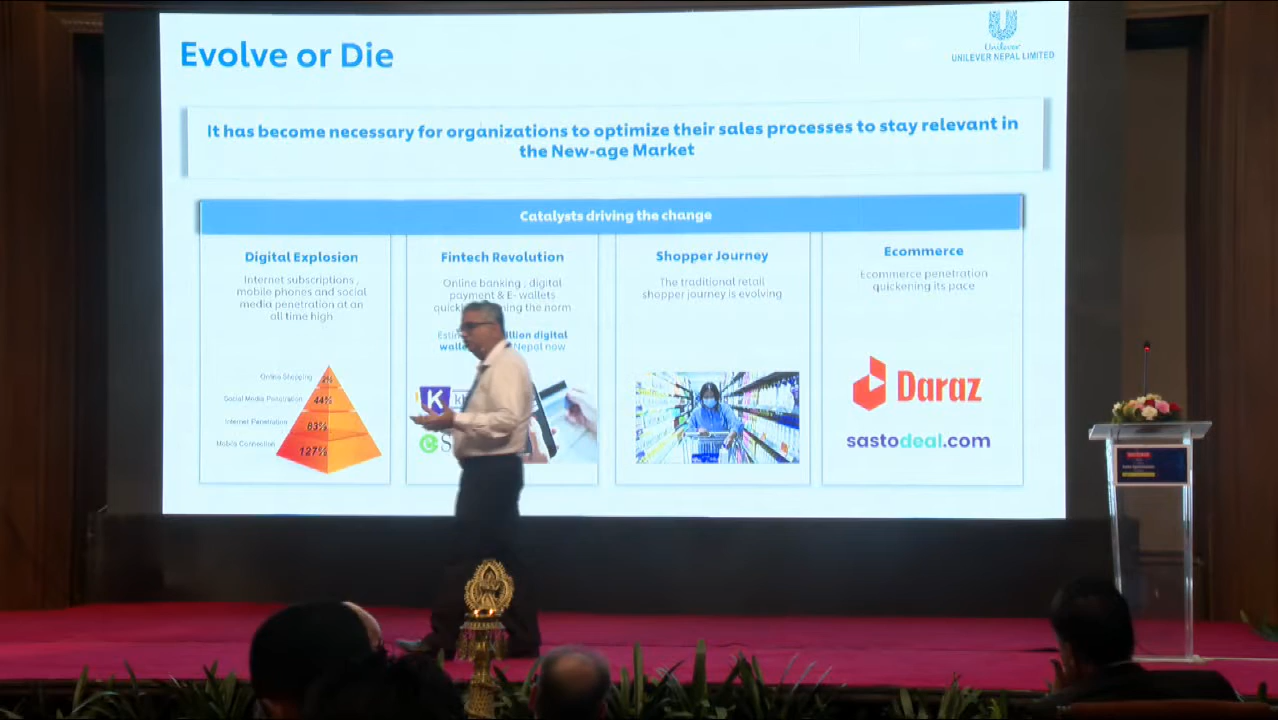 Evolve or Die
Unilever
UNILEVER NEPAL LIMITED
It has become necessary for organizations to optimize their sales processes to stay relevant in
the New-age Market
Catalysts driving the change
Digital Explosion
Internet subscriptions ,
mobile phones and social
media penetration at an
all time high
Online Shopping
Social Media Penetration 44%
Internet Penetration 83%
Mobile Connection 127%
Fintech Revolution
Online banking , digital
payment & E- wallets
the norm
digital
Nepal now
K
Shopper Journey
The traditional retail
shopper journey is evolving
Ecommerce
Ecommerce penetration
quickening its pace
Daraz
sastodeal.com